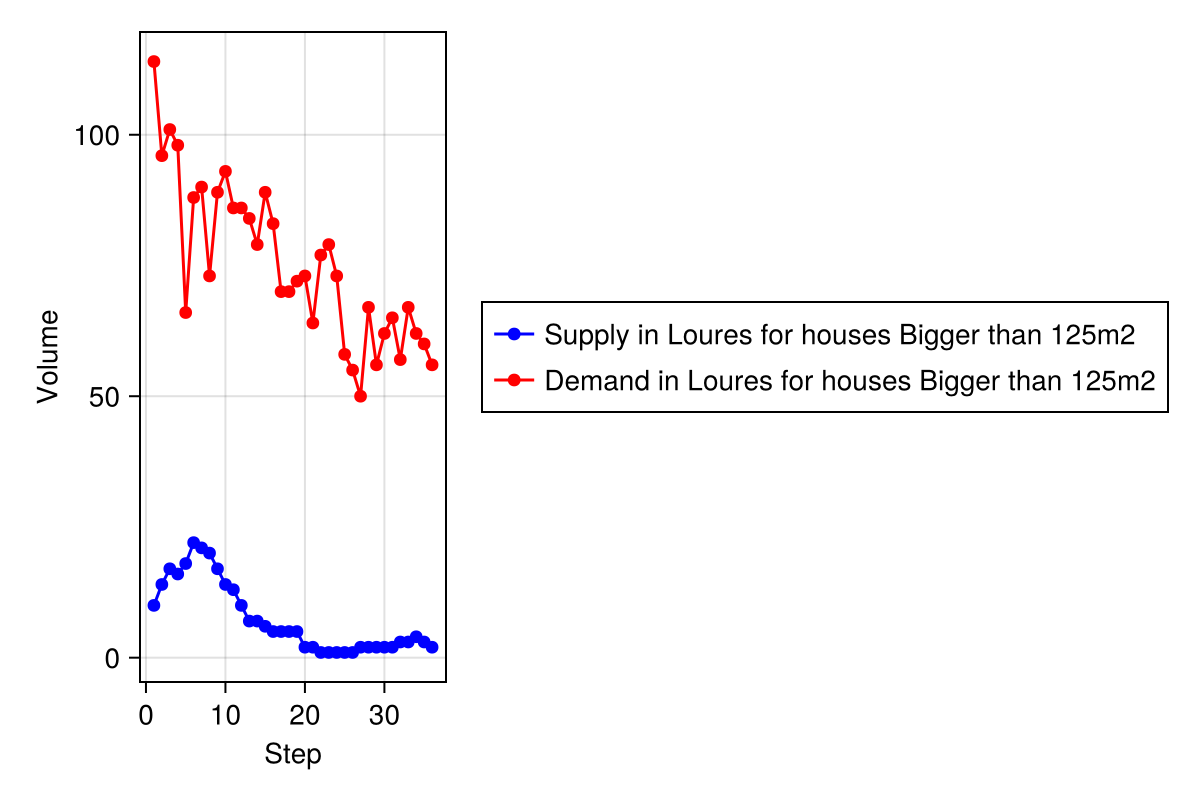 Volume
100
50
0
0 10 20 30
Step
Supply in Loures for houses Bigger than 125m2
Demand in Loures for houses Bigger than 125m2